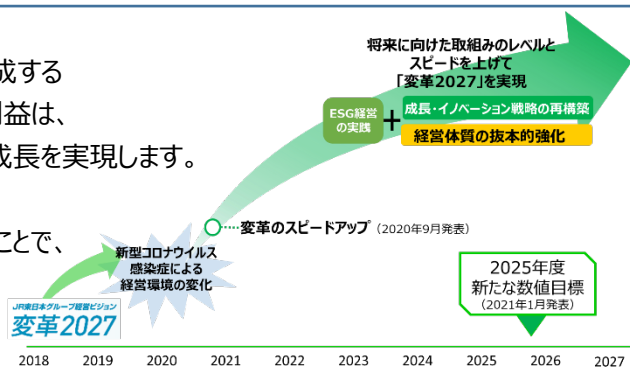 成する
益は、
成長を実現します。
ことで、
将来に向けた取組みのレベルと
スピードを上げて
「変革2027」を実現
ESG経営
の実践
+
成長・イノベーション戦略の再構築
経営体質の抜本的強化
変革のスピードアップ（2020年9月発表）
新型コロナウイルス
感染症による
経営環境の変化
JR東日本グループ経営ビジョン
変革2027
2025年度
新たな数値目標
（2021年1月発表）
2018 2019 2020 2021 2022 2023 2024 2025 2026 2027